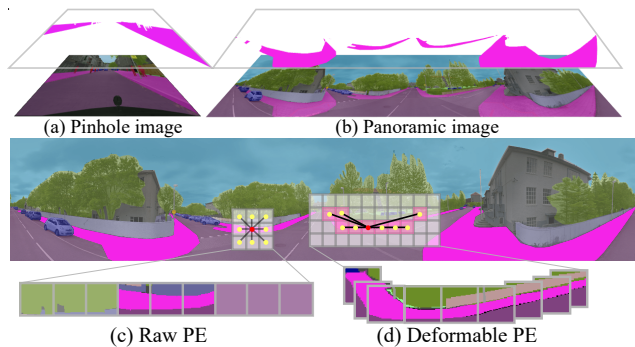 (a) Pinhole image
(b) Panoramic image
(c) Raw PE
(d) Deformable PE